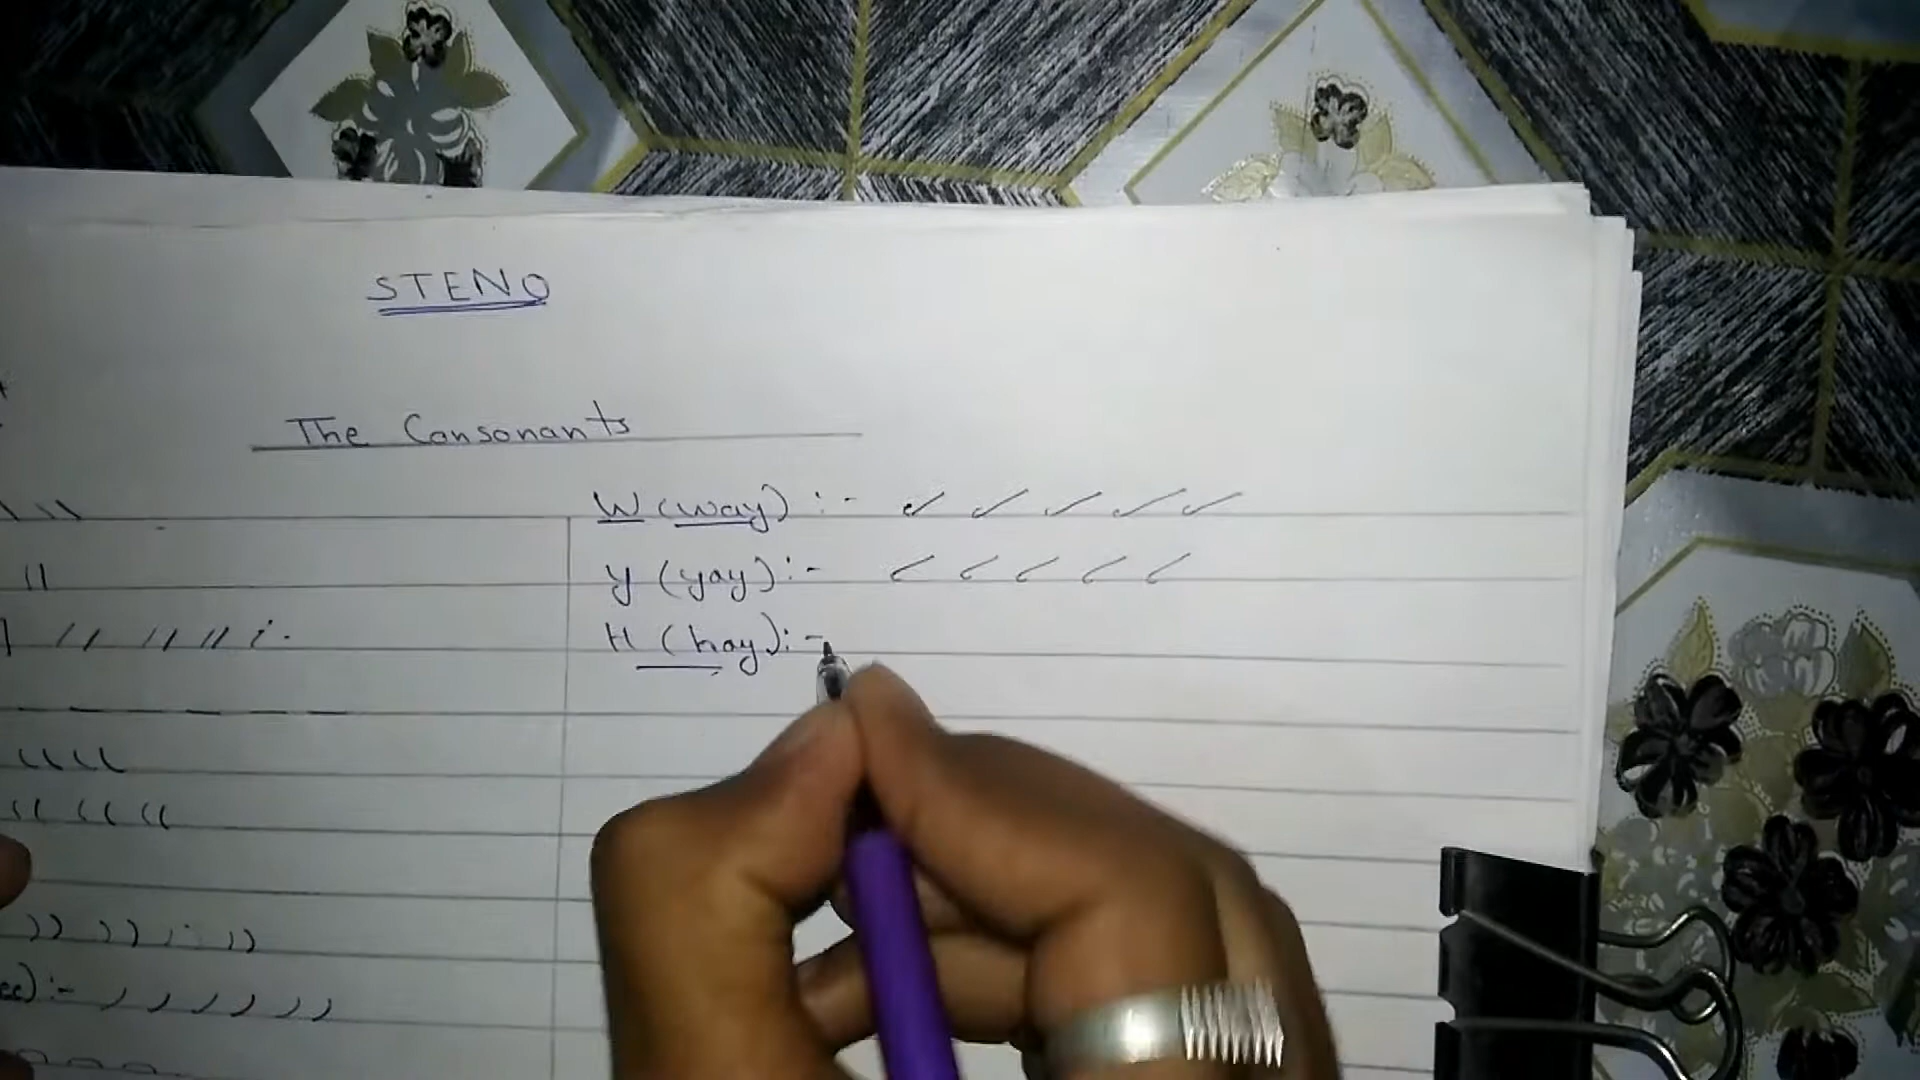 STENO
The Consonants
W (way) :-
y (yay) :-
H (hay) :-